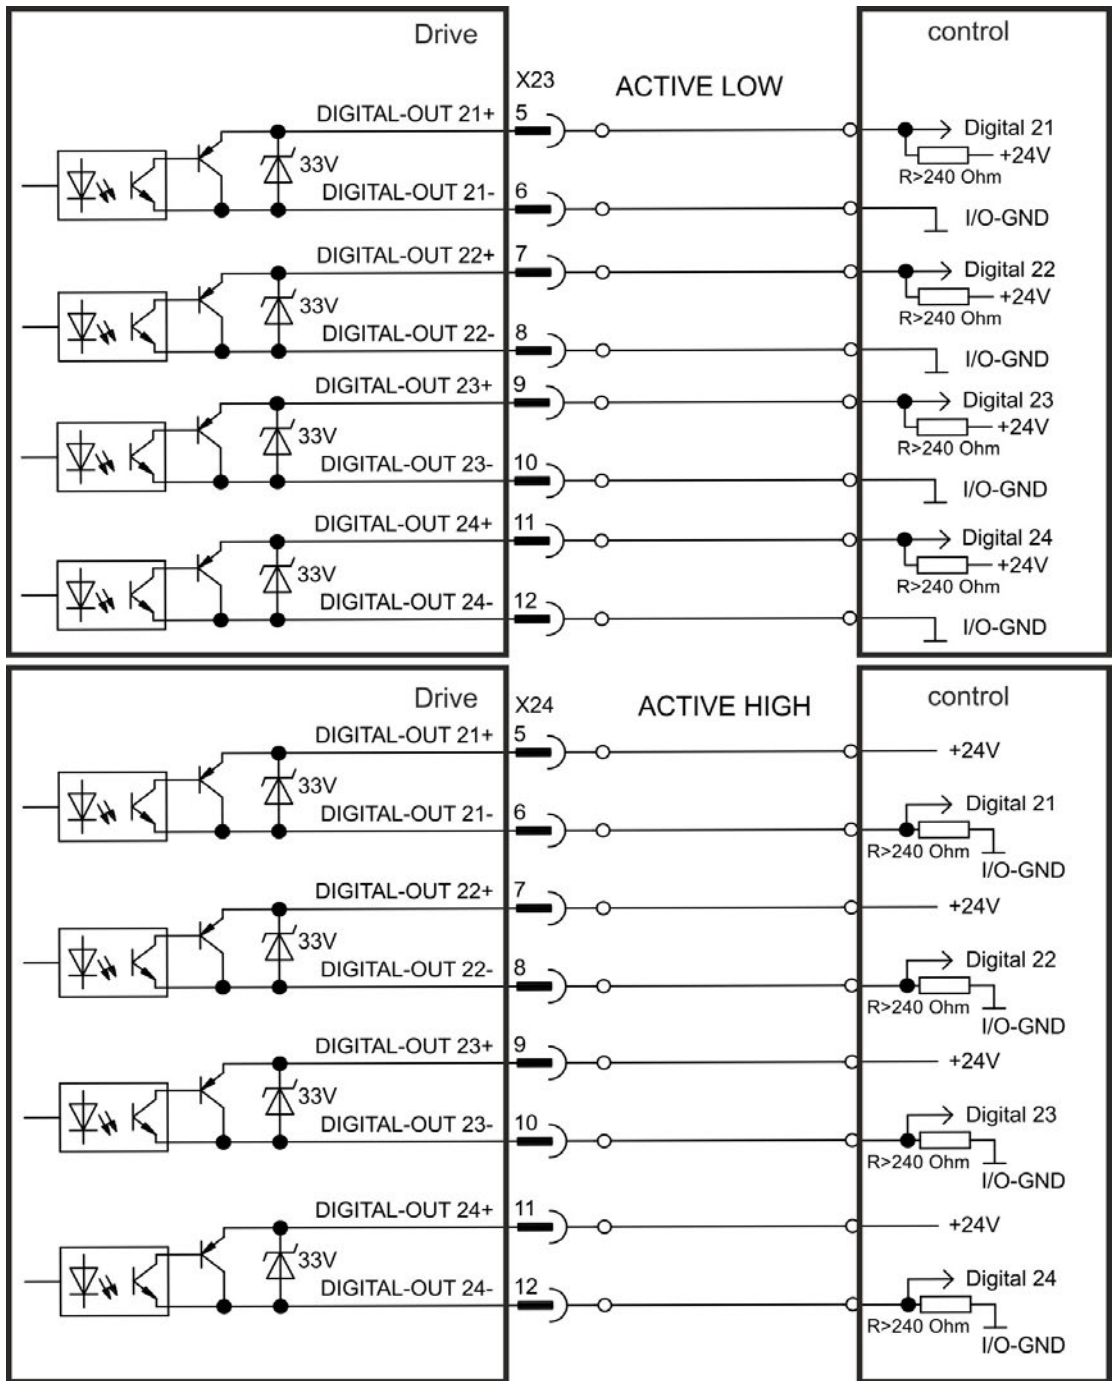 Drive
control
X23
ACTIVE LOW
DIGITAL-OUT 21+
5
Digital 21
33V
+24V
R>240 Ohm
DIGITAL-OUT 21-
6
I/O-GND
DIGITAL-OUT 22+
7
Digital 22
33V
+24V
R>240 Ohm
DIGITAL-OUT 22-
8
I/O-GND
DIGITAL-OUT 23+
9
Digital 23
33V
+24V
R>240 Ohm
DIGITAL-OUT 23-
10
I/O-GND
DIGITAL-OUT 24+
11
Digital 24
33V
+24V
R>240 Ohm
DIGITAL-OUT 24-
12
I/O-GND
Drive
control
X24
ACTIVE HIGH
DIGITAL-OUT 21+
5
+24V
33V
DIGITAL-OUT 21-
6
Digital 21
R>240 Ohm
I/O-GND
DIGITAL-OUT 22+
7
+24V
33V
DIGITAL-OUT 22-
8
Digital 22
R>240 Ohm
I/O-GND
DIGITAL-OUT 23+
9
+24V
33V
DIGITAL-OUT 23-
10
Digital 23
R>240 Ohm
I/O-GND
DIGITAL-OUT 24+
11
+24V
33V
DIGITAL-OUT 24-
12
Digital 24
R>240 Ohm
I/O-GND